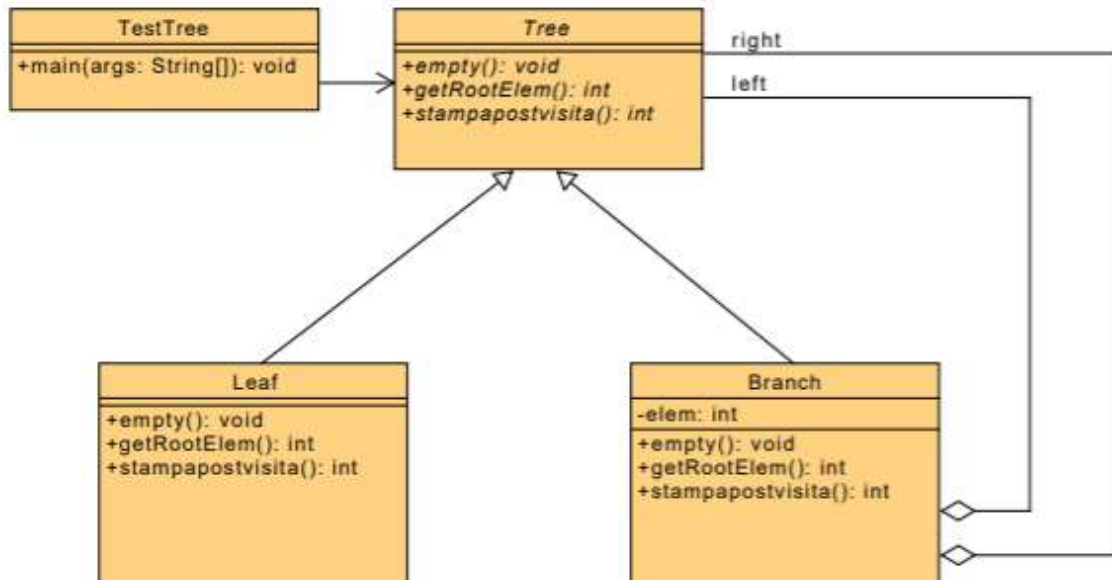 TestTree
+main(args: String[]): void
Tree
+empty(): void
+getRootElem(): int
+stampapostvisita(): int
right
left
Leaf
+empty(): void
+getRootElem(): int
+stampapostvisita(): int
Branch
-elem: int
+empty(): void
+getRootElem(): int
+stampapostvisita(): int